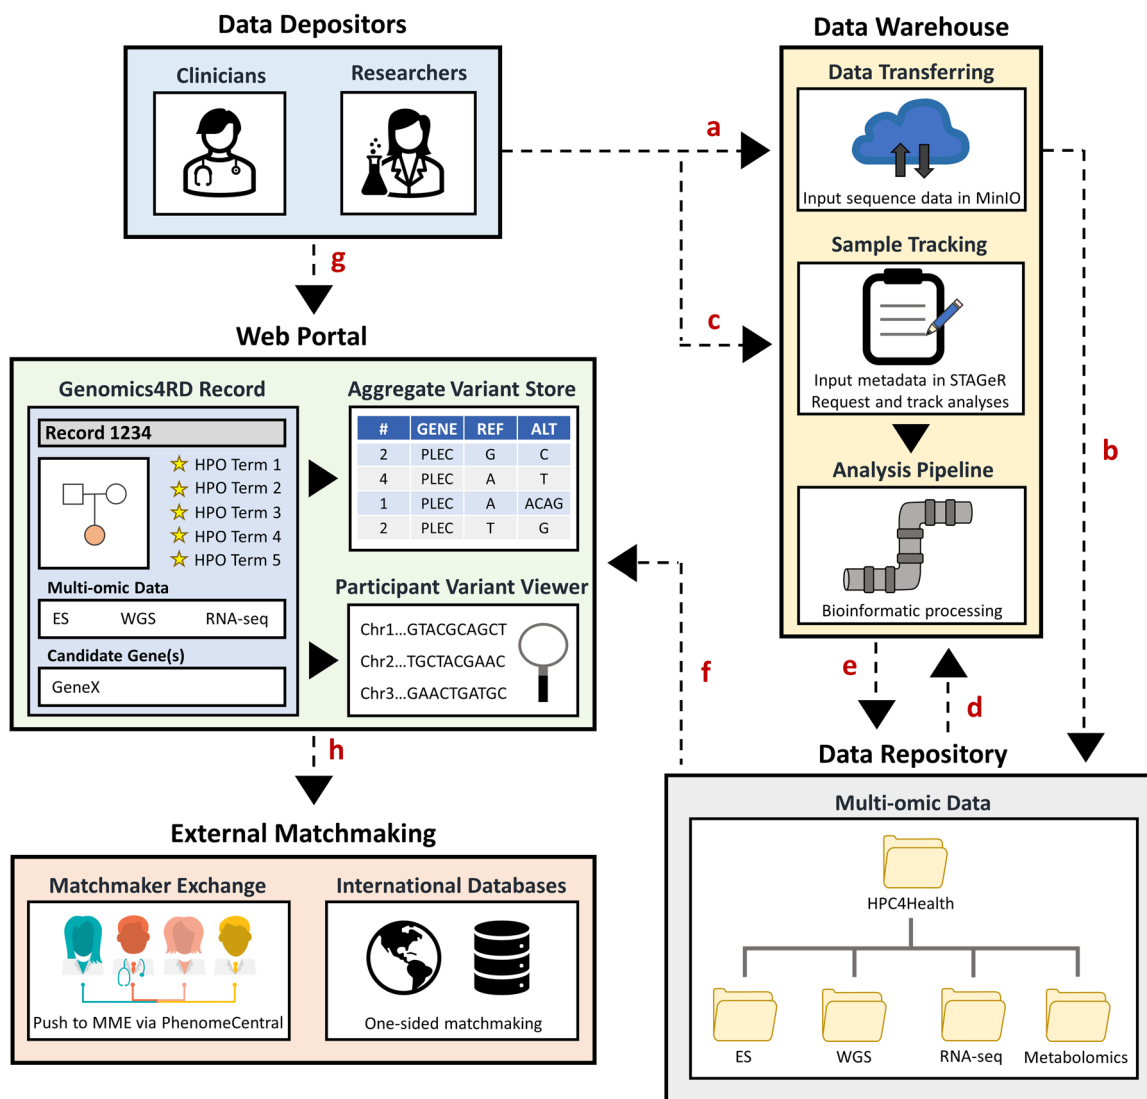 Data Depositors
Clinicians
Researchers
a
c
g
Data Warehouse
Data Transferring
Input sequence data in MinIO
Sample Tracking
Input metadata in STAGeR
Request and track analyses
Analysis Pipeline
Bioinformatic processing
b
e
d
f
Web Portal
Genomics4RD Record
Record 1234
HPO Term 1
HPO Term 2
HPO Term 3
HPO Term 4
HPO Term 5
Multi-omic Data
ES WGS RNA-seq
Candidate Gene(s)
GeneX
Aggregate Variant Store
# GENE REF ALT
2 PLEC G C
4 PLEC A T
1 PLEC A ACAG
2 PLEC T G
Participant Variant Viewer
Chr1...GTACGCAGCT
Chr2...TGCTACGAAC
Chr3...GAACTGATGC
h
External Matchmaking
Matchmaker Exchange
Push to MME via PhenomeCentral
International Databases
One-sided matchmaking
Data Repository
Multi-omic Data
HPC4Health
ES
WGS
RNA-seq
Metabolomics